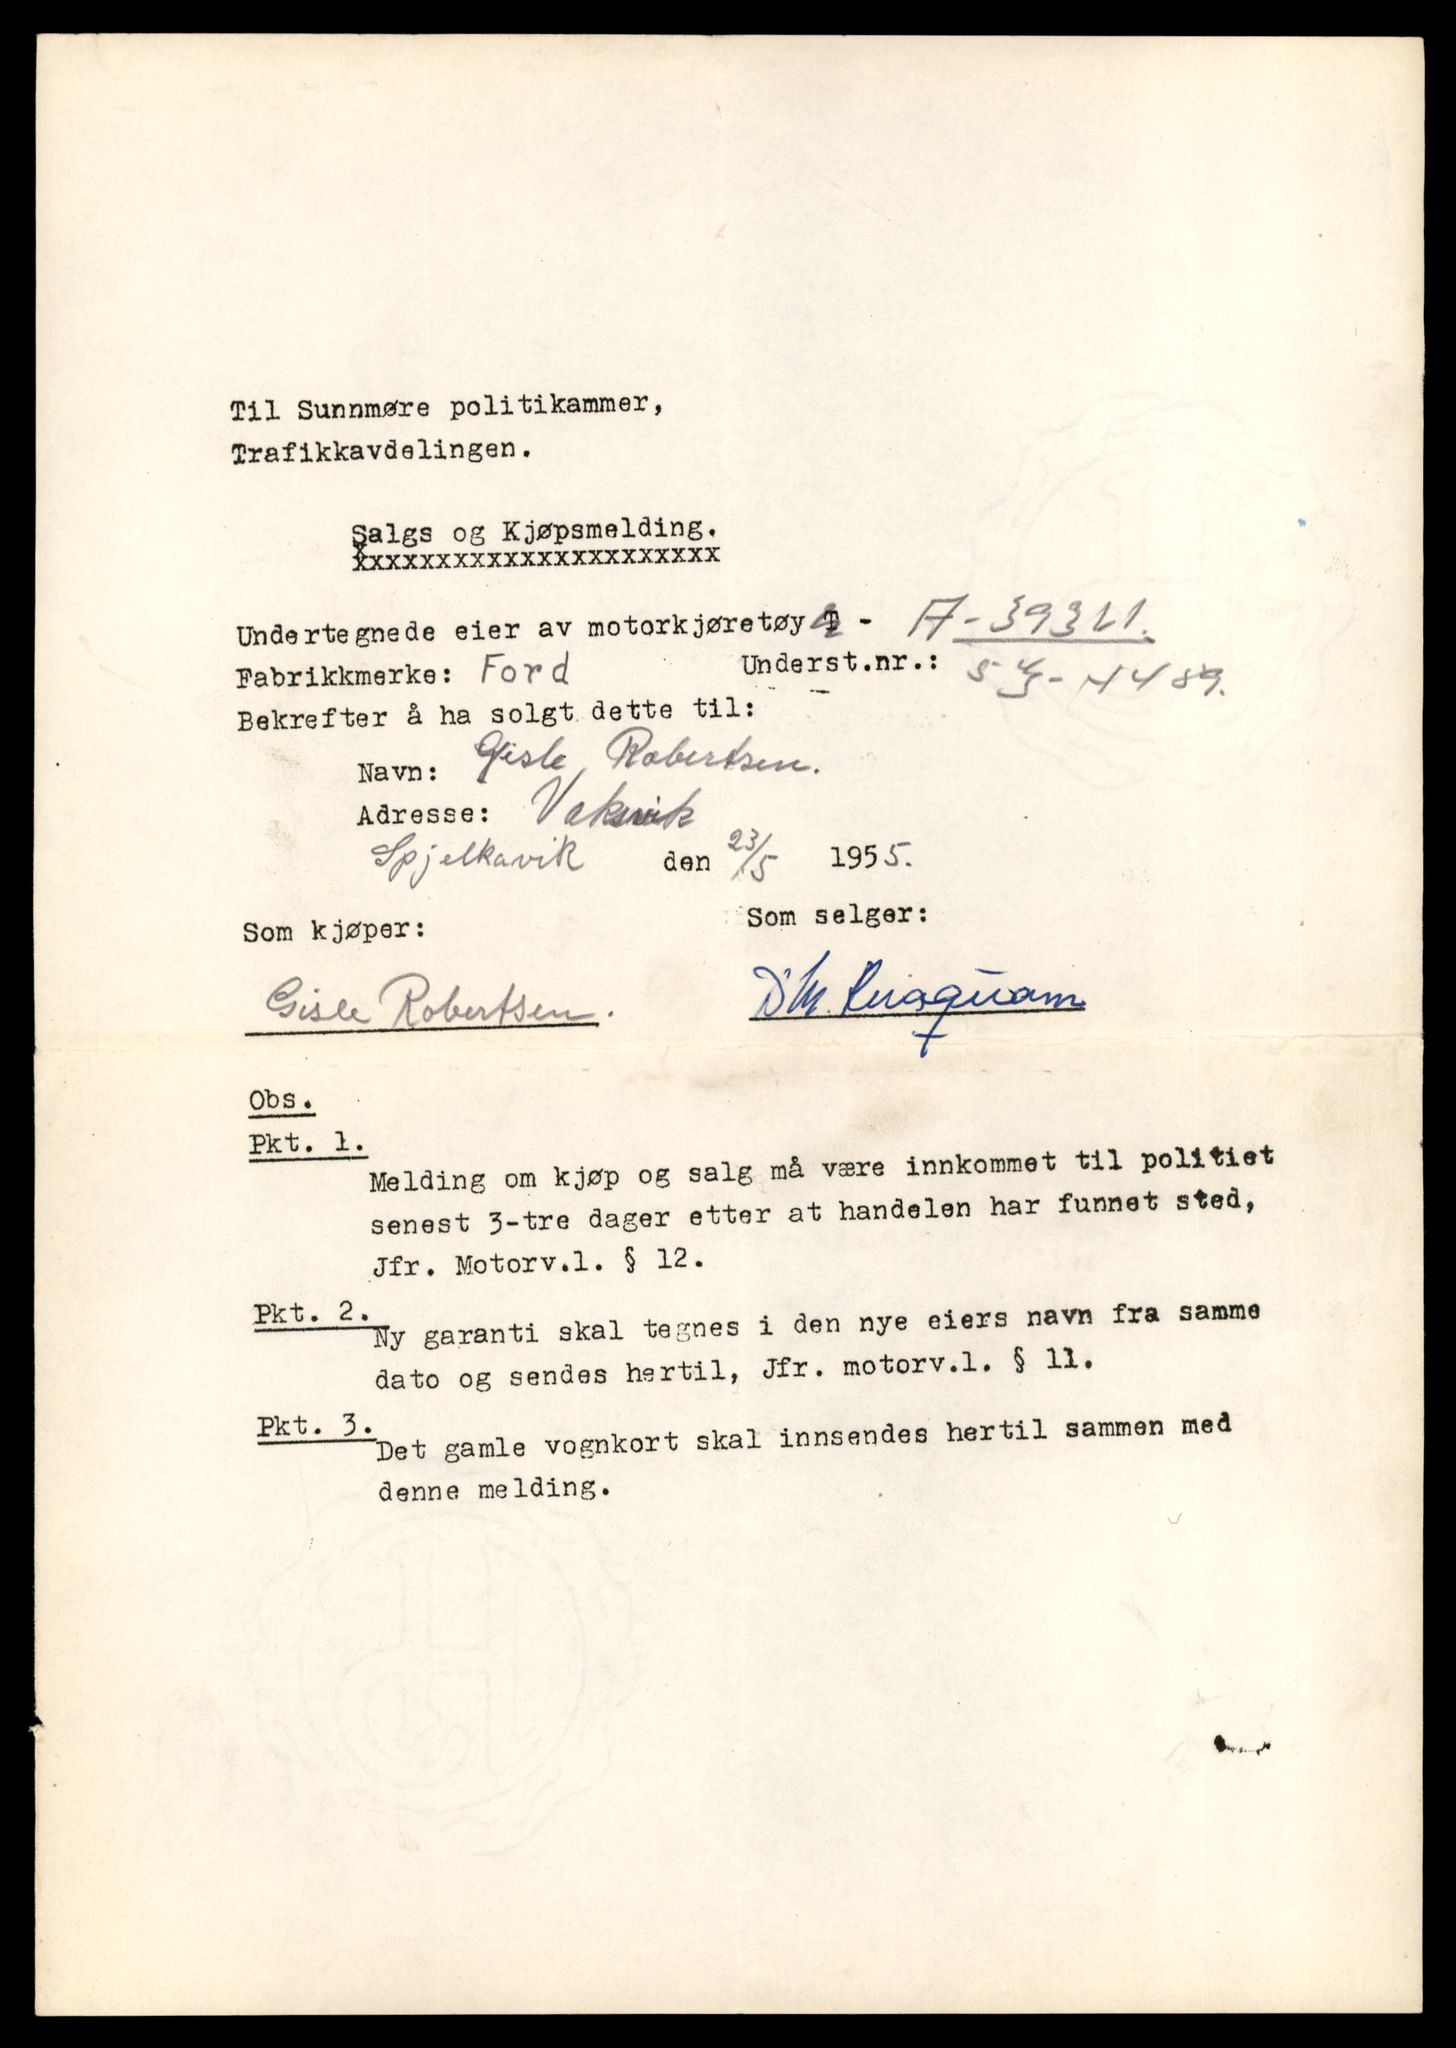 Til Sunnmøre politikammer,
Trafikkavdelingen.
Salgs og Kjøpsmelding.
xxxxxxxxxxxxxxxxxxxxxxx
Undertegnede eier av motorkjøretøy - A-39321.
Fabrikkmerke: Ford Underst.nr.:
Bekrefter å ha solgt dette til:
Navn: Gisle Robertsen.
Adresse: Vaksvik
Spjelkavik den 23/5 1955.
Som kjøper: Som selger:
Gisle Robertsen.
Obs.
Pkt. 1.
Melding om kjøp og salg må være innkommet til politiet
senest 3-tre dager etter at handelen har funnet sted,
Jfr. Motorv.l. § 12.
Pkt. 2.
Ny garanti skal tegnes i den nye eiers navn fra samme
dato og sendes hertil, Jfr. motorv.l. § 11.
Pkt. 3.
Det gamle vognkort skal innsendes hertil sammen med
denne melding.